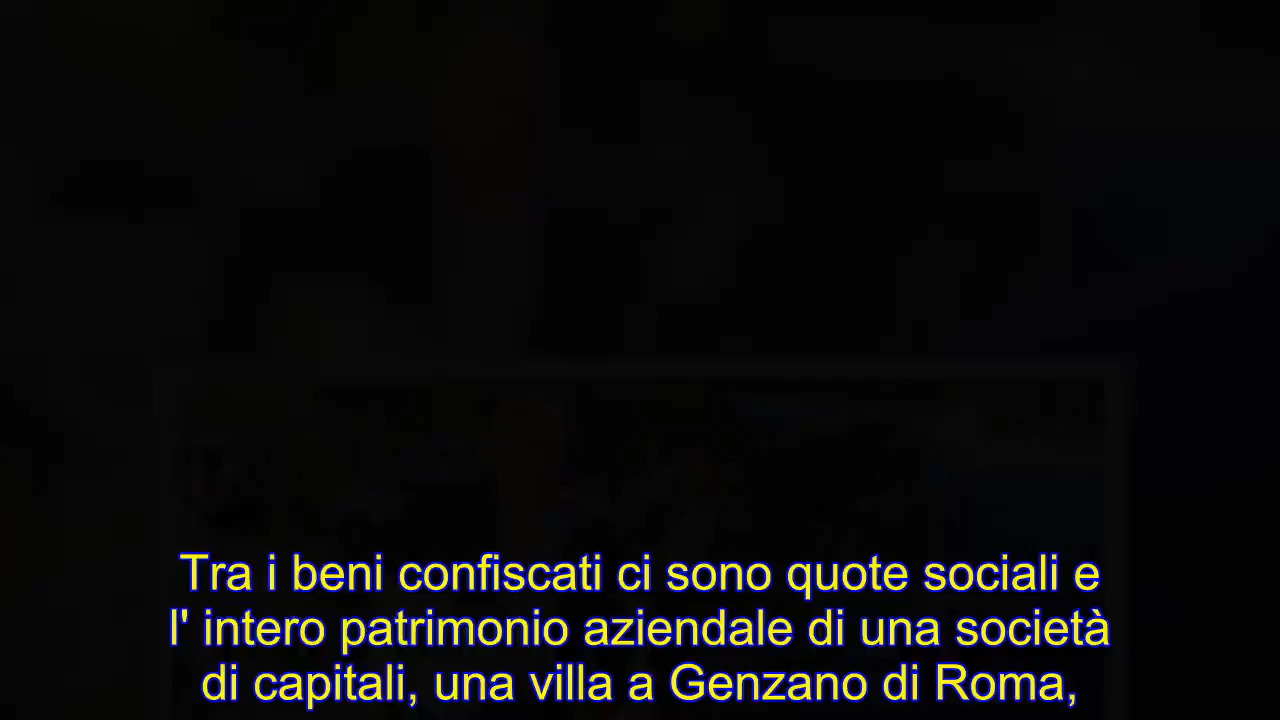 Tra i beni confiscati ci sono quote sociali e
l' intero patrimonio aziendale di una società
di capitali, una villa a Genzano di Roma,